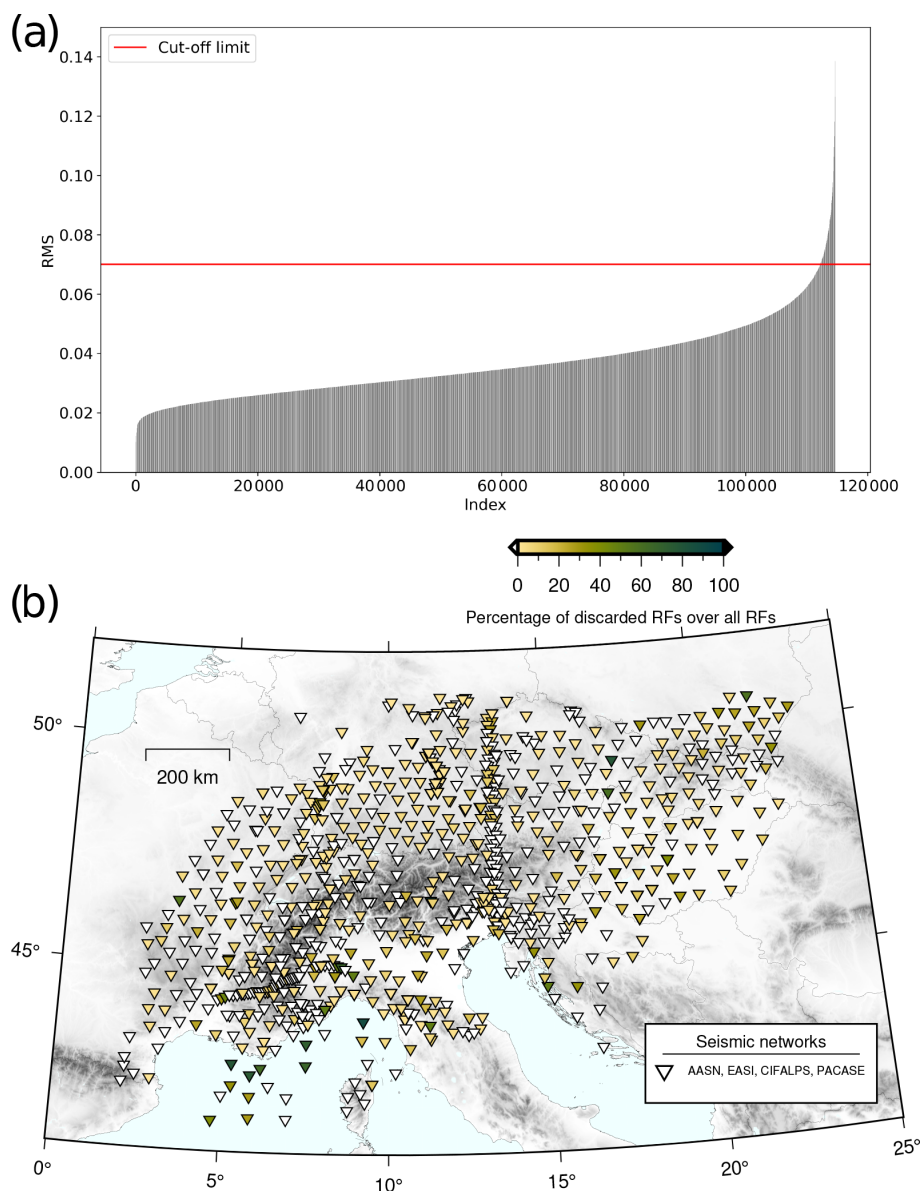 (a)
Cut-off limit
0.14
0.12
0.10
0.08
0.06
0.04
0.02
0.00
RMS
0 20000 40000 60000 80000 100000 120000
Index
0 20 40 60 80 100
Percentage of discarded RFs over all RFs
(b)
50°
200 km
45°
Seismic networks
AASN, EASI, CIFALPS, PACASE
0° 5° 10° 15° 20° 25°